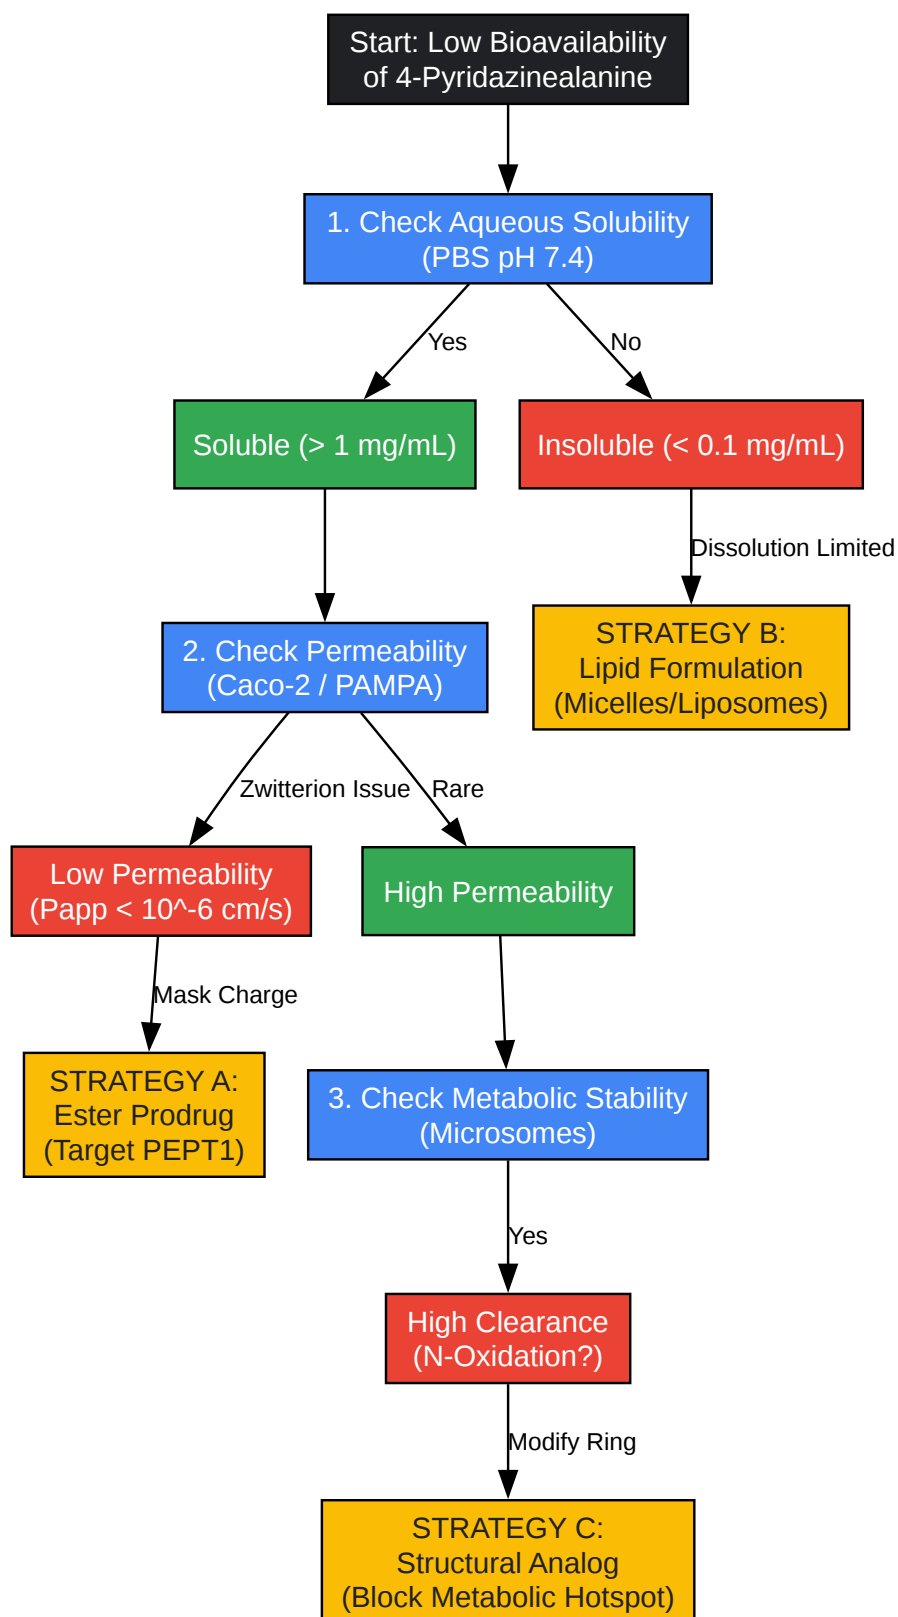 Start: Low Bioavailability
of 4-Pyridazinealanine
1. Check Aqueous Solubility
(PBS pH 7.4)
Yes
No
Soluble (> 1 mg/mL)
Insoluble (< 0.1 mg/mL)
Dissolution Limited
2. Check Permeability
(Caco-2 / PAMPA)
STRATEGY B:
Lipid Formulation
(Micelles/Liposomes)
Zwitterion Issue
Rare
Low Permeability
(Papp < 10^-6 cm/s)
High Permeability
Mask Charge
STRATEGY A:
Ester Prodrug
(Target PEPT1)
3. Check Metabolic Stability
(Microsomes)
Yes
High Clearance
(N-Oxidation?)
Modify Ring
STRATEGY C:
Structural Analog
(Block Metabolic Hotspot)